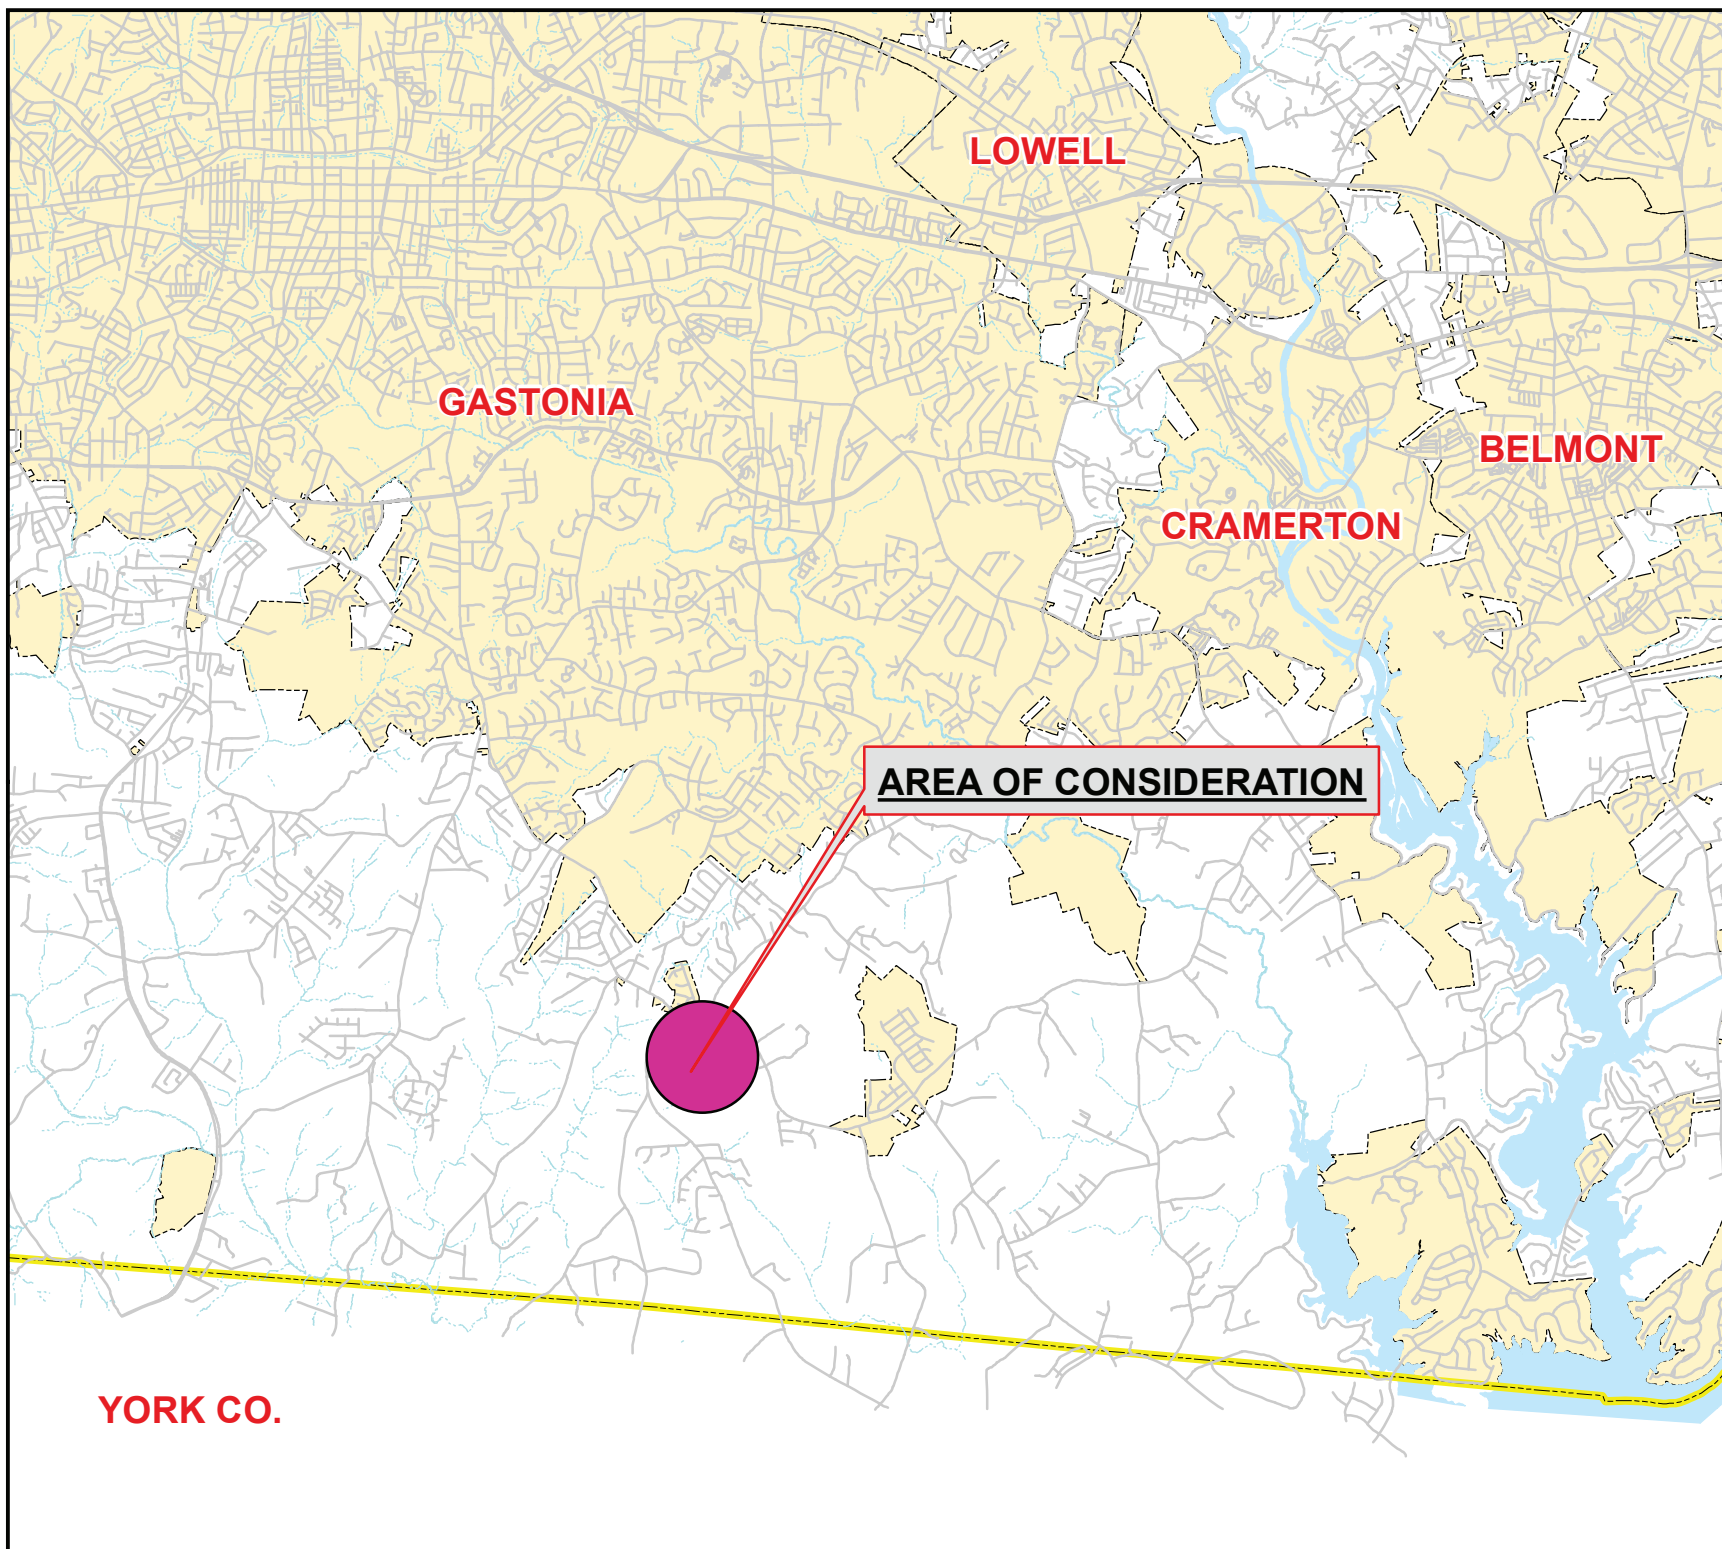 LOWELL
GASTONIA
BELMONT
CRAMERTON
AREA OF CONSIDERATION
YORK CO.